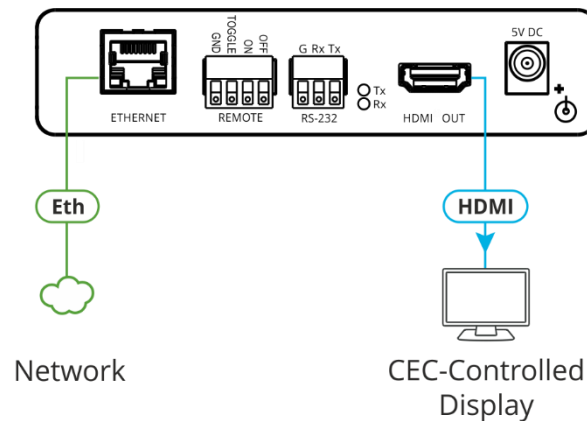 GND
TOGGLE
ON
OFF
G Rx Tx
Tx
Rx
5V DC
ETHERNET
REMOTE
RS-232
HDMI OUT
Eth
HDMI
Network
CEC-Controlled
Display